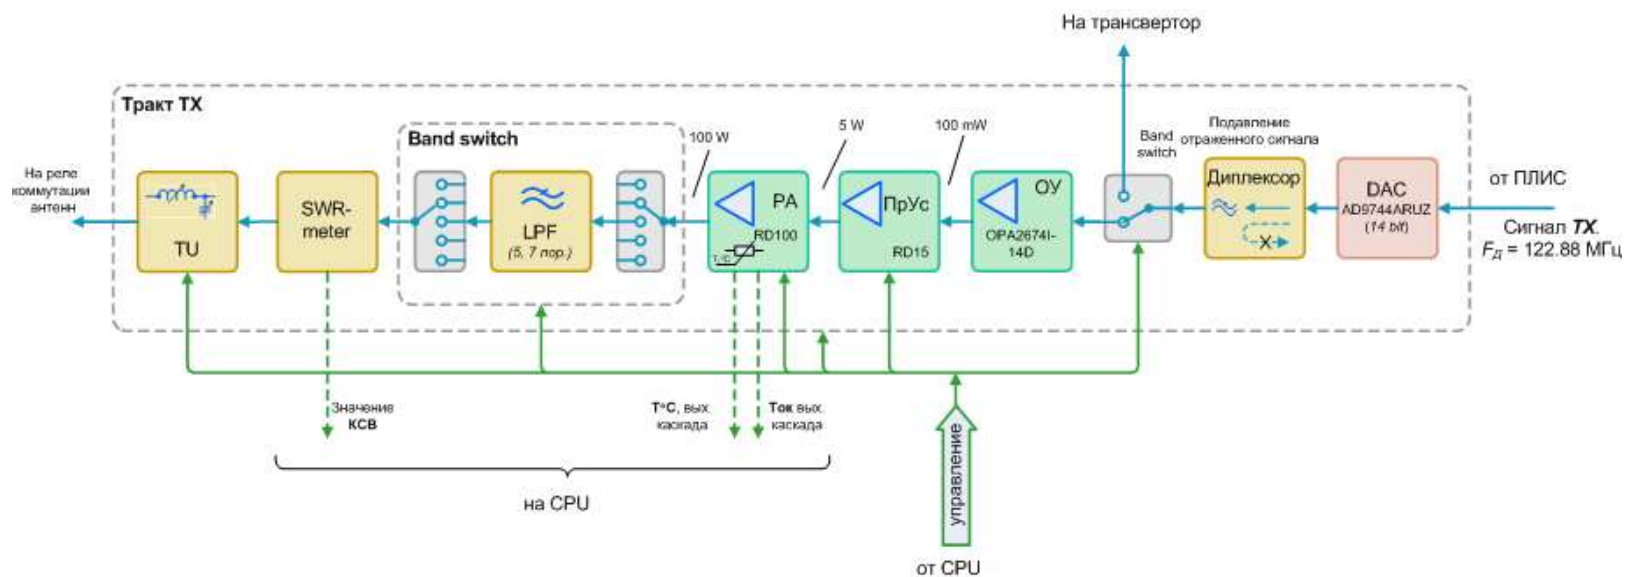 На трансвертор
Тракт TX
Band switch
100 W
5 W
100 mW
Band
switch
Подавление
отраженного сигнала
На реле
коммутации
антенн
TU
SWR-
meter
LPF
(5, 7 пор.)
PA
RD100
T, °C
ПрУс
RD15
ОУ
OPA2674I-
14D
Диплексор
X
DAC
AD9744ARUZ
(14 bit)
от ПЛИС
Сигнал TX.
FД = 122.88 МГц
Значение
КСВ
T°C, вых.
каскада
Ток вых.
каскада
на CPU
управление
от CPU